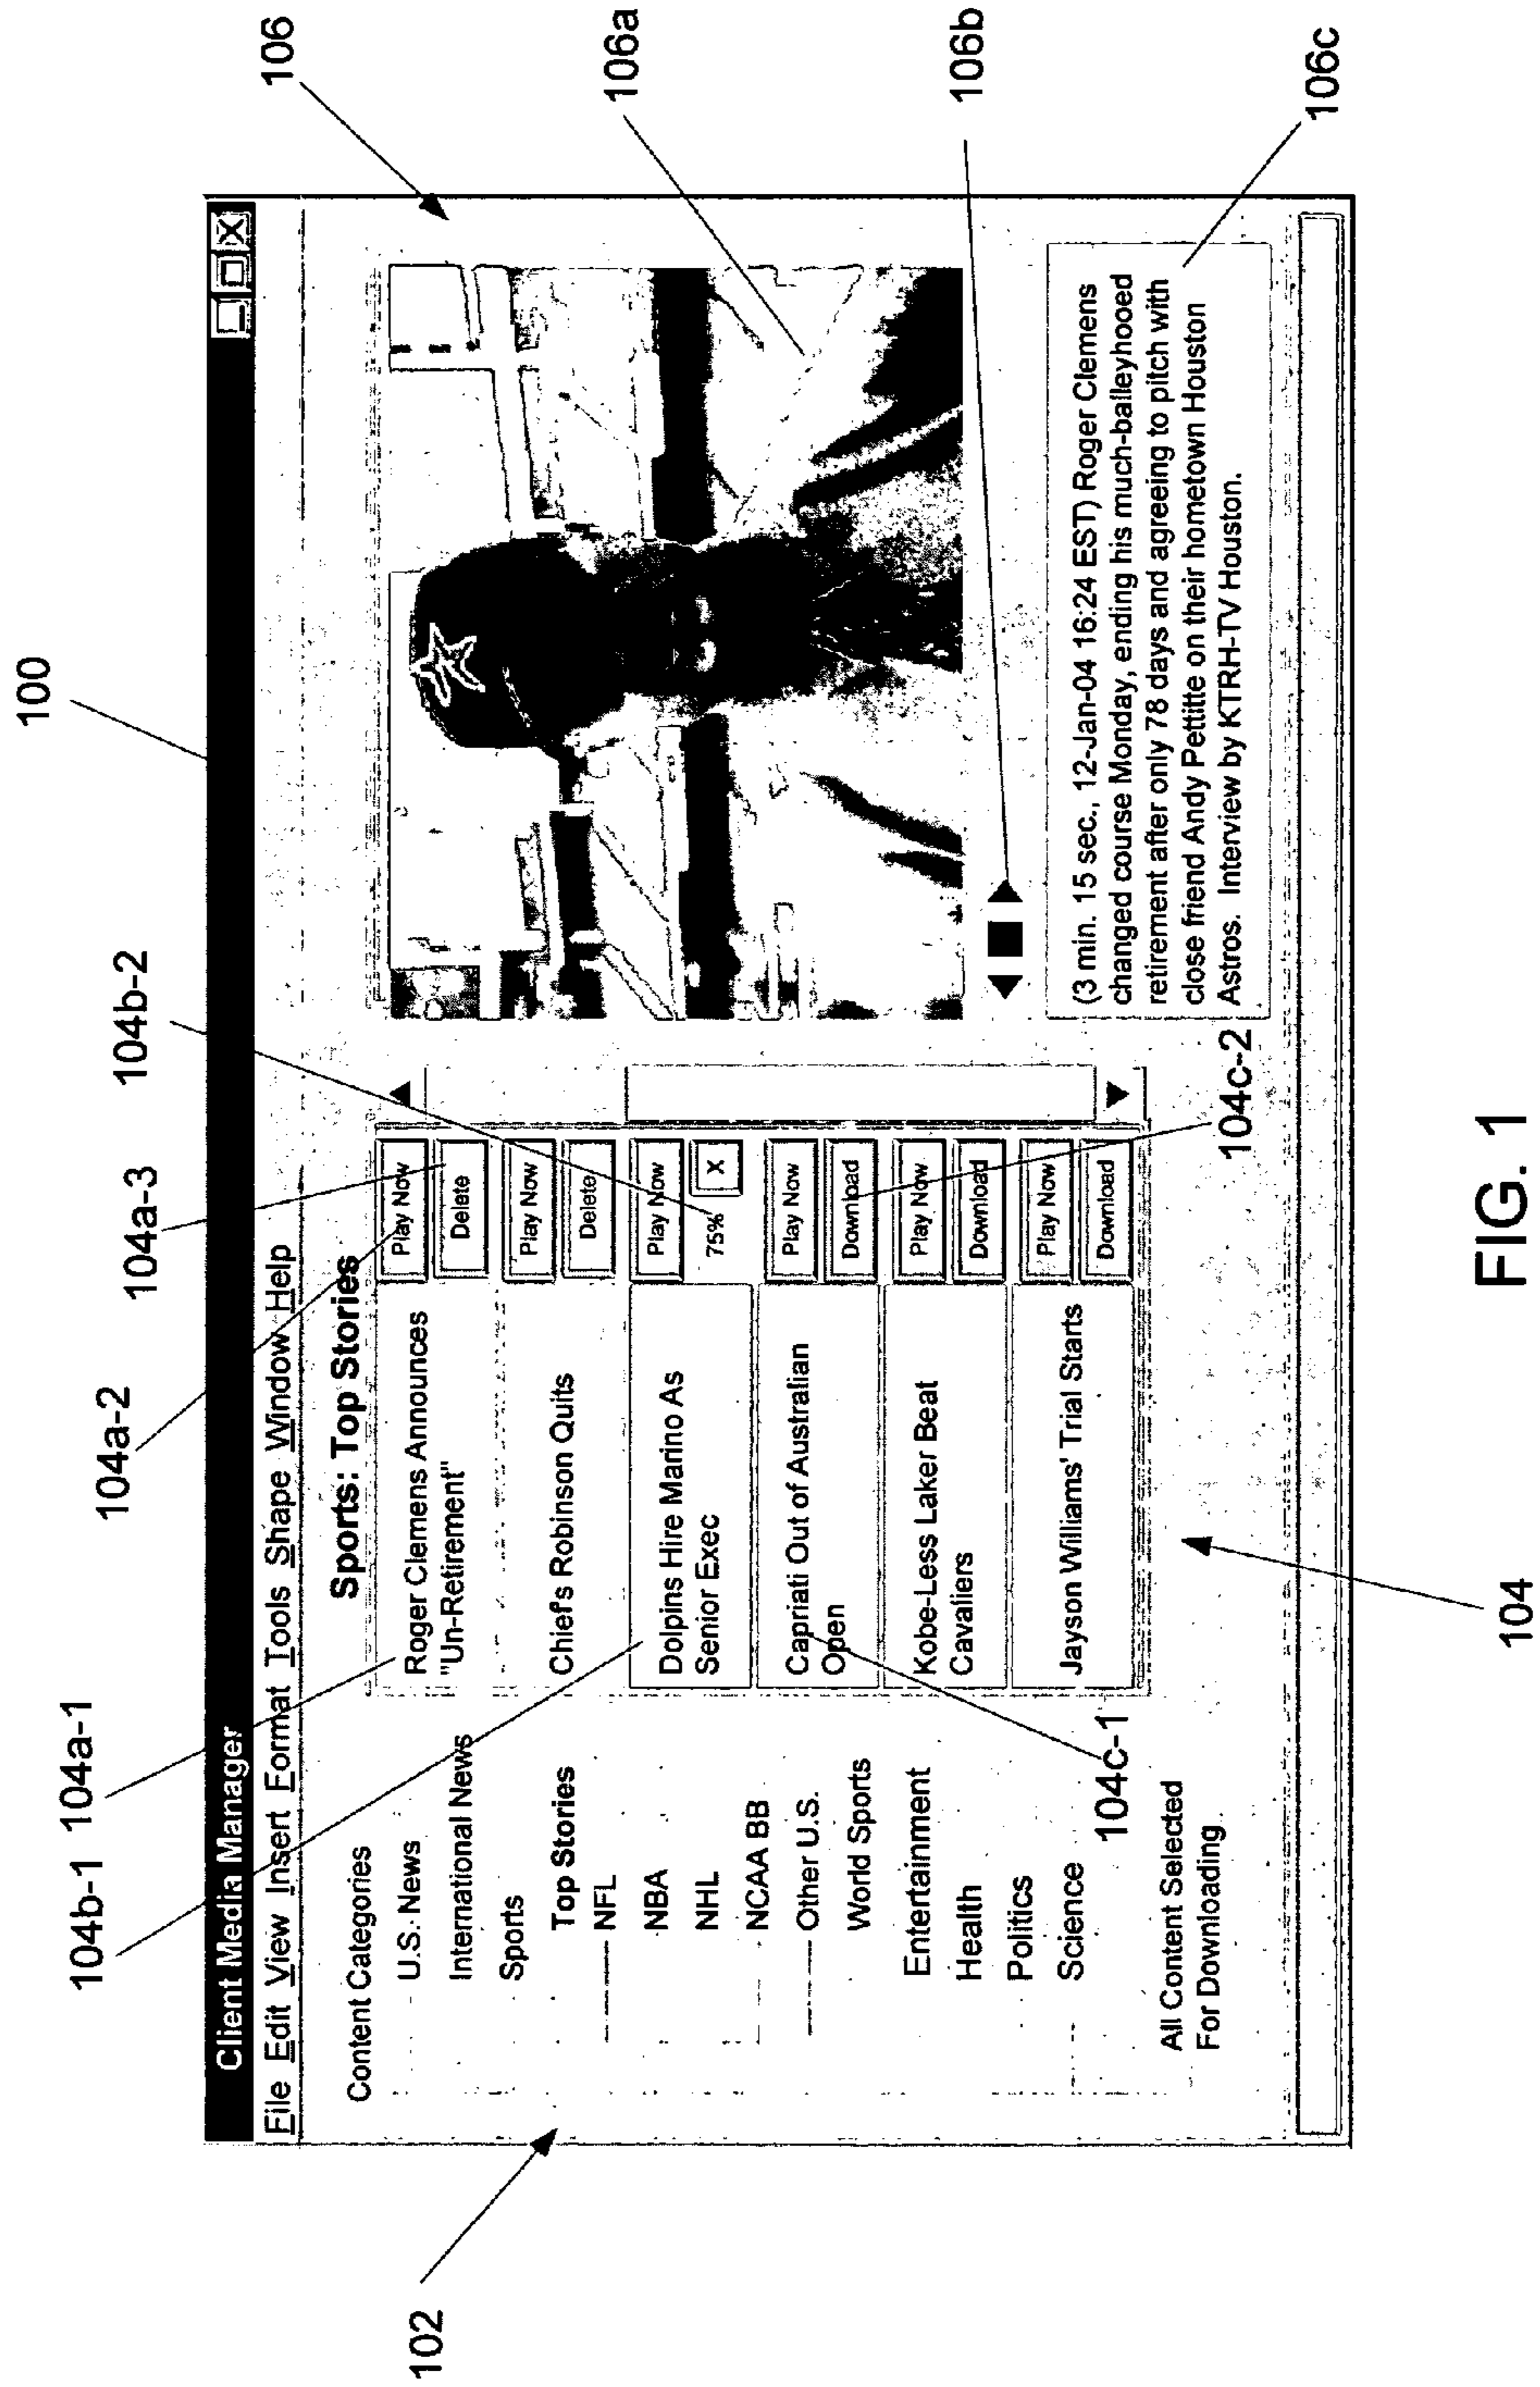 100
106
106a
106b
106c
104a-3
104b-2
104a-2
104b-1
104a-1
102
Client Media Manager
File Edit View Insert Format Tools Shape Window Help
Content Categories
U.S. News
International News
Sports
Top Stories
NFL
NBA
NHL
NCAA BB
Other U.S.
World Sports
Entertainment
Health
Politics
Science
All Content Selected
For Downloading
Sports: Top Stories
Roger Clemens Announces
"Un-Retirement"
Play Now
Delete
Chiefs Robinson Quits
Play Now
Delete
Dolpins Hire Marino As
Senior Exec
Play Now
75%
X
Capriati Out of Australian
Open
Play Now
Download
Kobe-Less Laker Beat
Cavaliers
Play Now
Download
Jayson Williams' Trial Starts
Play Now
Download
(3 min. 15 sec., 12-Jan-04 16:24 EST) Roger Clemens
changed course Monday, ending his much-balleyhooed
retirement after only 78 days and agreeing to pitch with
close friend Andy Pettitte on their hometown Houston
Astros.  Interview by KTRH-TV Houston.
104c-1
104c-2
104
FIG. 1